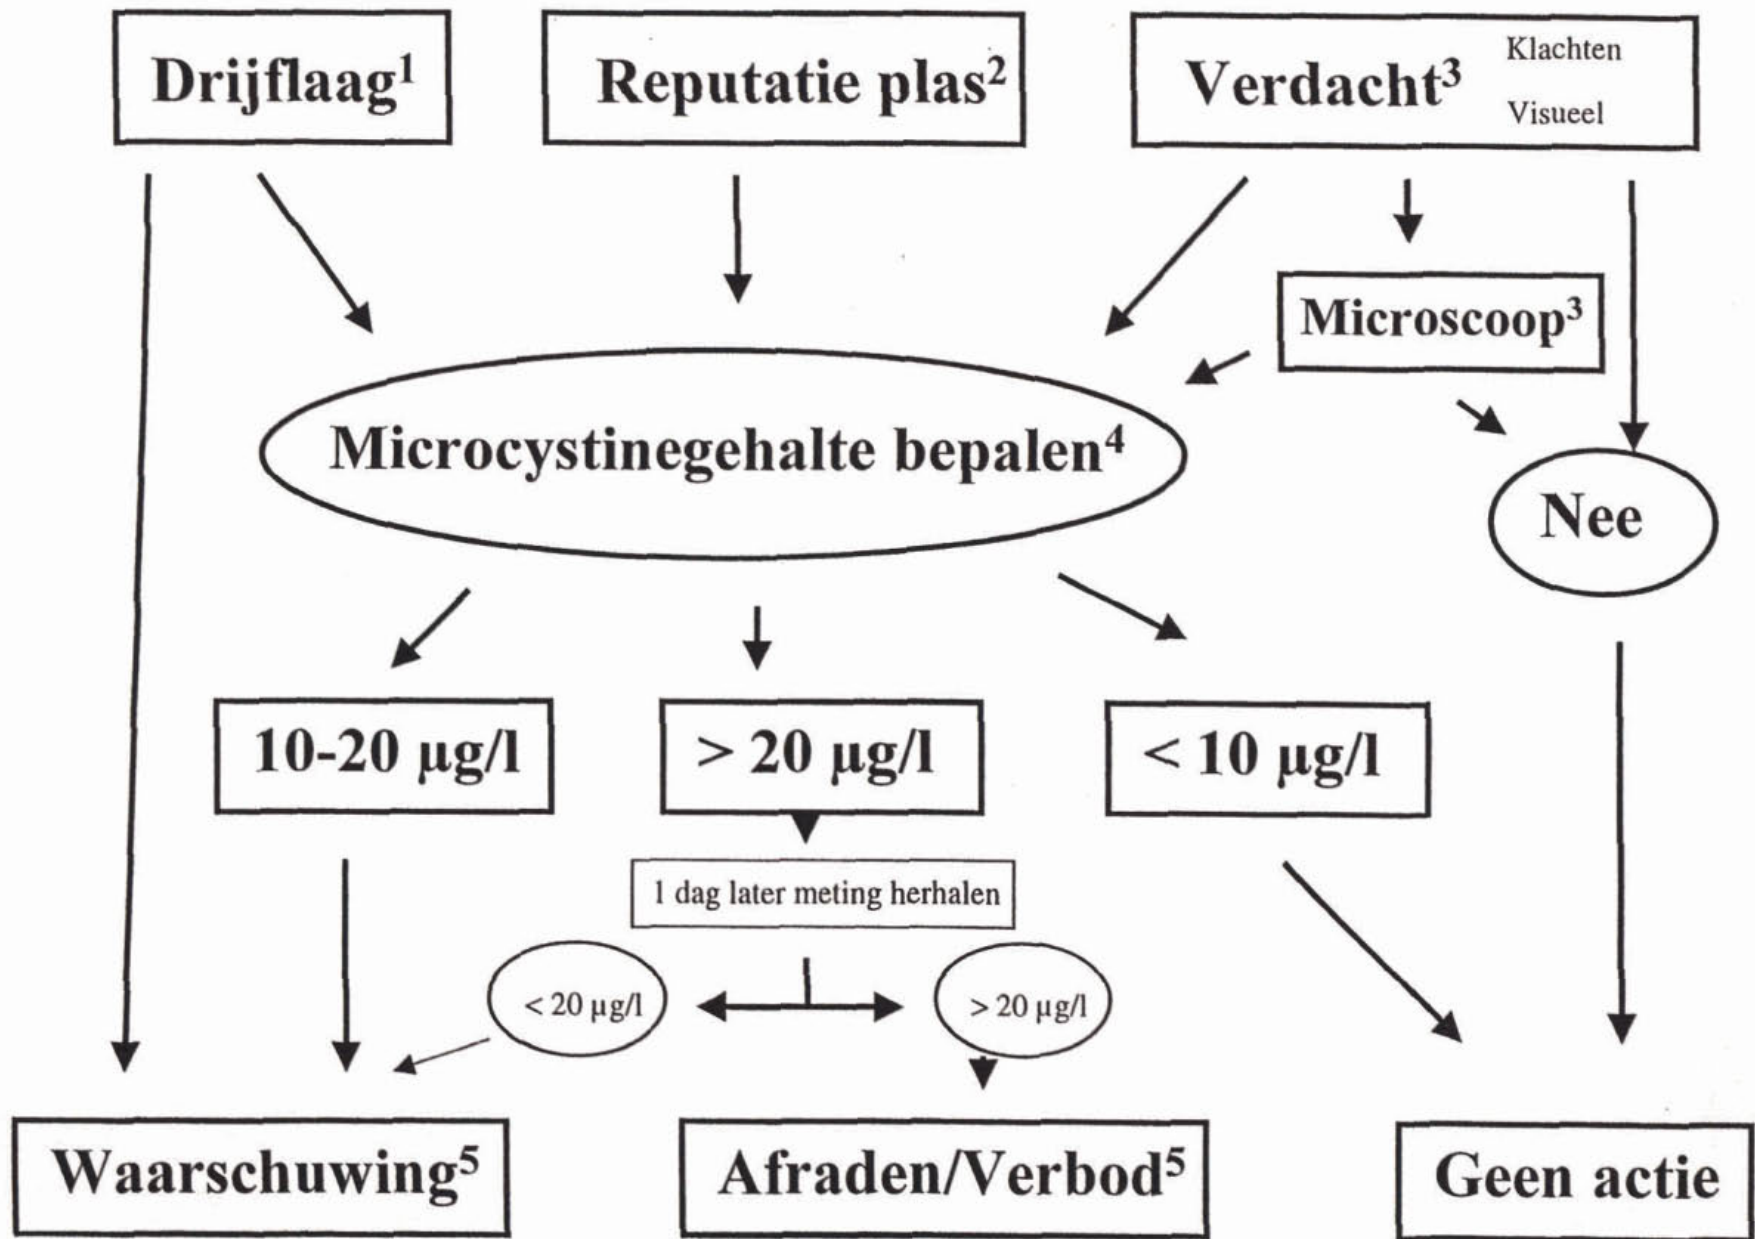 Drijflaag¹
Reputatie plas²
Verdacht³
Klachten
Visueel
Microscoop³
Microcystinegehalte bepalen⁴
Nee
10-20 µg/l
> 20 µg/l
< 10 µg/l
1 dag later meting herhalen
< 20 µg/l
> 20 µg/l
Waarschuwing⁵
Afraden/Verbod⁵
Geen actie